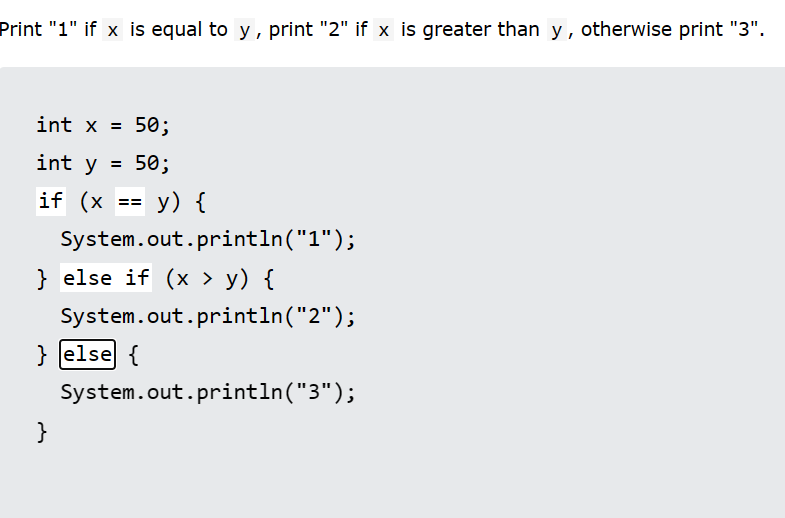 Print "1" if x is equal to y, print "2" if x is greater than y, otherwise print "3".
int x = 50;
int y = 50;
if (x == y) {
  System.out.println("1");
} else if (x > y) {
  System.out.println("2");
} else {
  System.out.println("3");
}